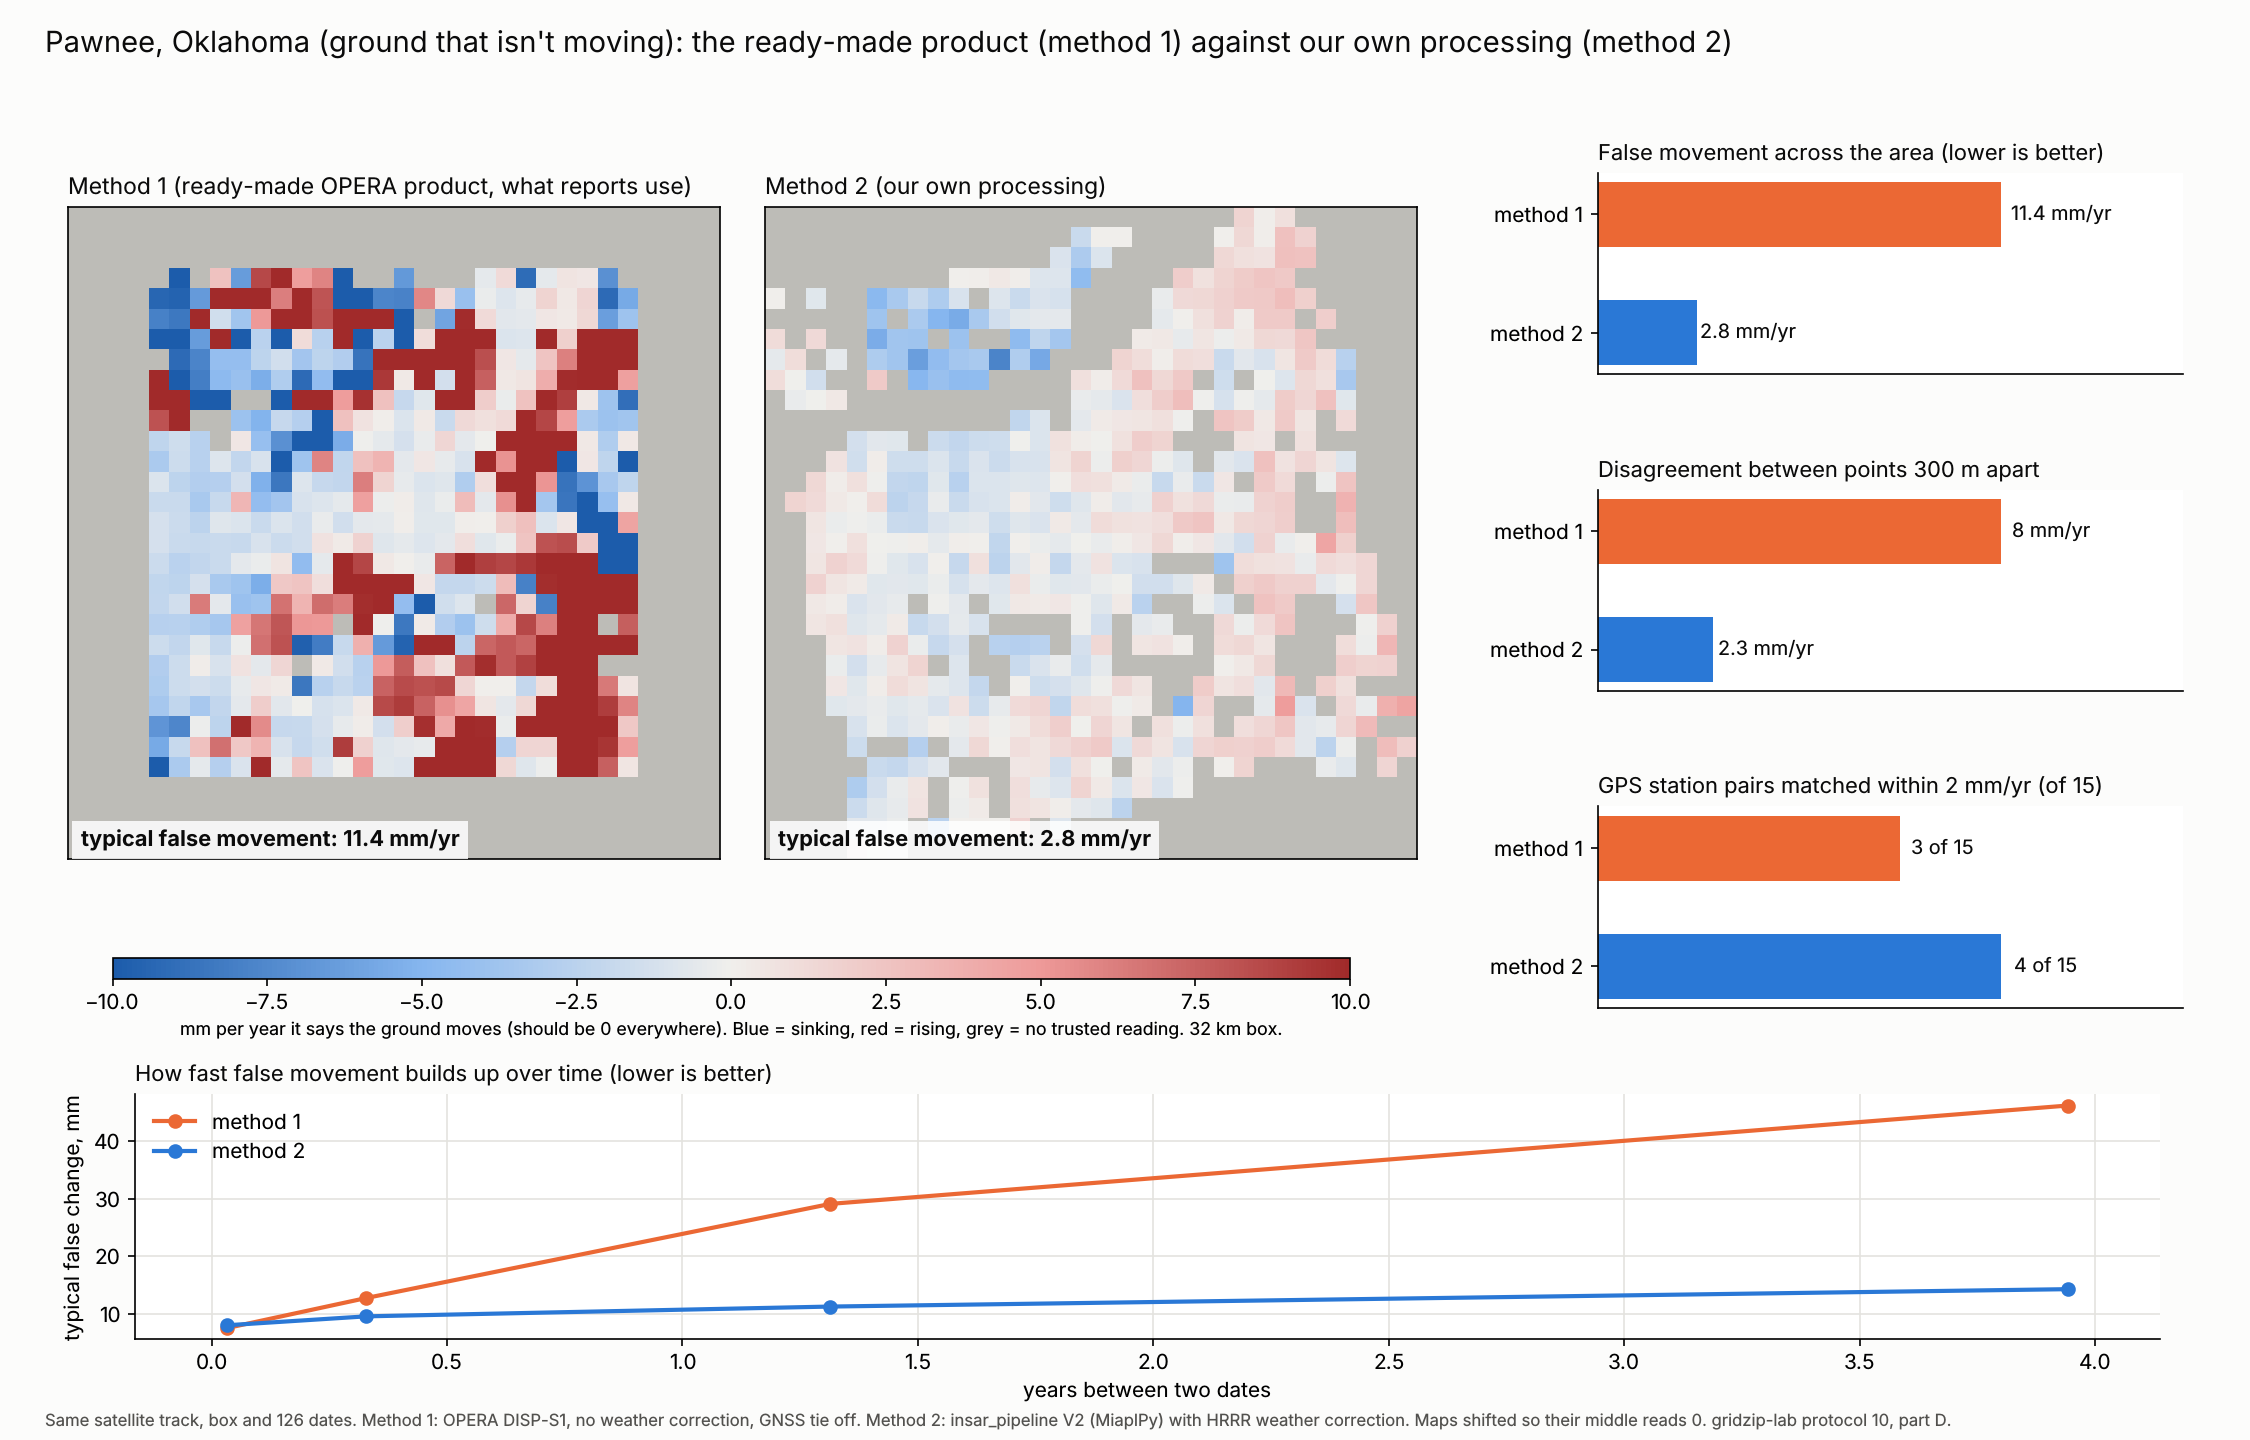 Pawnee, Oklahoma (ground that isn't moving): the ready-made product (method 1) against our own processing (method 2)
Method 1 (ready-made OPERA product, what reports use)
typical false movement: 11.4 mm/yr
Method 2 (our own processing)
typical false movement: 2.8 mm/yr
−10.0 −7.5 −5.0 −2.5 0.0 2.5 5.0 7.5 10.0
mm per year it says the ground moves (should be 0 everywhere). Blue = sinking, red = rising, grey = no trusted reading. 32 km box.
False movement across the area (lower is better)
method 1 11.4 mm/yr
method 2 2.8 mm/yr
Disagreement between points 300 m apart
method 1 8 mm/yr
method 2 2.3 mm/yr
GPS station pairs matched within 2 mm/yr (of 15)
method 1 3 of 15
method 2 4 of 15
How fast false movement builds up over time (lower is better)
typical false change, mm
40
30
20
10
method 1
method 2
0.0 0.5 1.0 1.5 2.0 2.5 3.0 3.5 4.0
years between two dates
Same satellite track, box and 126 dates. Method 1: OPERA DISP-S1, no weather correction, GNSS tie off. Method 2: insar_pipeline V2 (MiaplPy) with HRRR weather correction. Maps shifted so their middle reads 0. gridzip-lab protocol 10, part D.